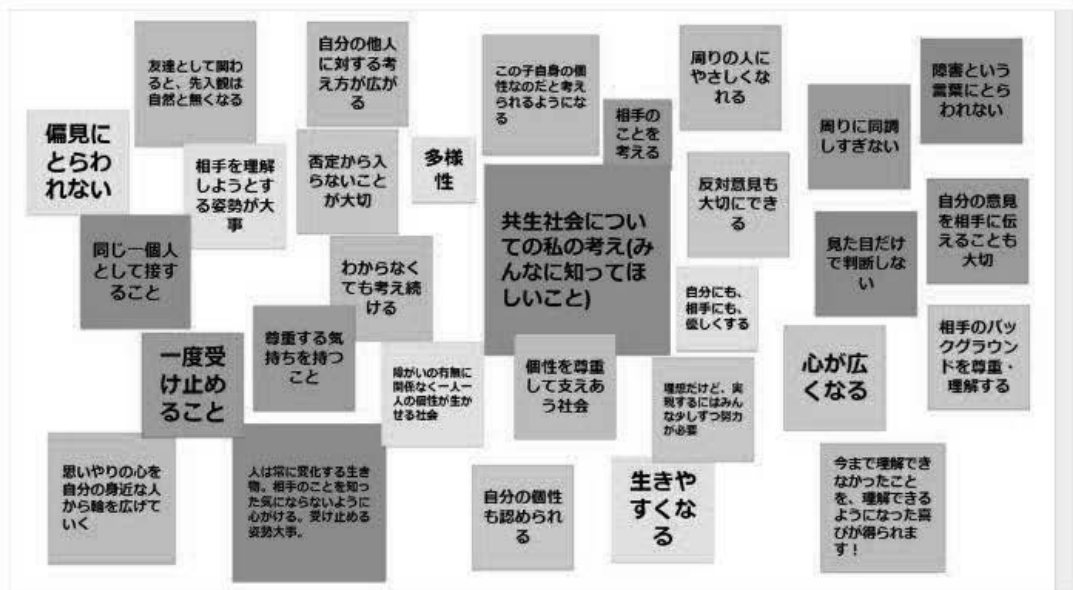 友達として関わ
ると、先入観は
自然と無くなる
自分の他人
に対する考
え方が広が
る
この子自身の個
性なのだと考え
られるようにな
る
周りの人に
やさしくな
れる
障害という
言葉にとら
われない
偏見に
とらわ
れない
相手を理解
しようとす
る姿勢が大
事
否定から入
らないこと
が大切
多様
性
相手の
ことを
考える
周りに同調
しすぎない
反対意見も
大切にでき
る
自分の意見
を相手に伝
えることも
大切
同じ一個人
として接す
ること
わからなく
ても考え続
ける
共生社会につい
ての私の考え(み
んなに知ってほ
しいこと)
見た目だけ
で判断しな
い
自分にも、
相手にも、
優しくする
相手のバッ
クグラウン
ドを尊重・
理解する
一度受
け止め
ること
尊重する気
持ちを持つ
こと
障がいの有無に
関係なく一人一
人の個性が生か
せる社会
個性を尊重
して支えあ
う社会
理想だけど、実
現するにはみん
な少しずつ努力
が必要
心が広
くなる
思いやりの心を
自分の身近な人
から輪を広げて
いく
人は常に変化する生き
物。相手のことを知っ
た気にならないように
心がける。受け止める
姿勢大事。
自分の個性
も認められ
る
生きや
すくな
る
今まで理解でき
なかったこと
を、理解できる
ようになった喜
びが得られま
す!